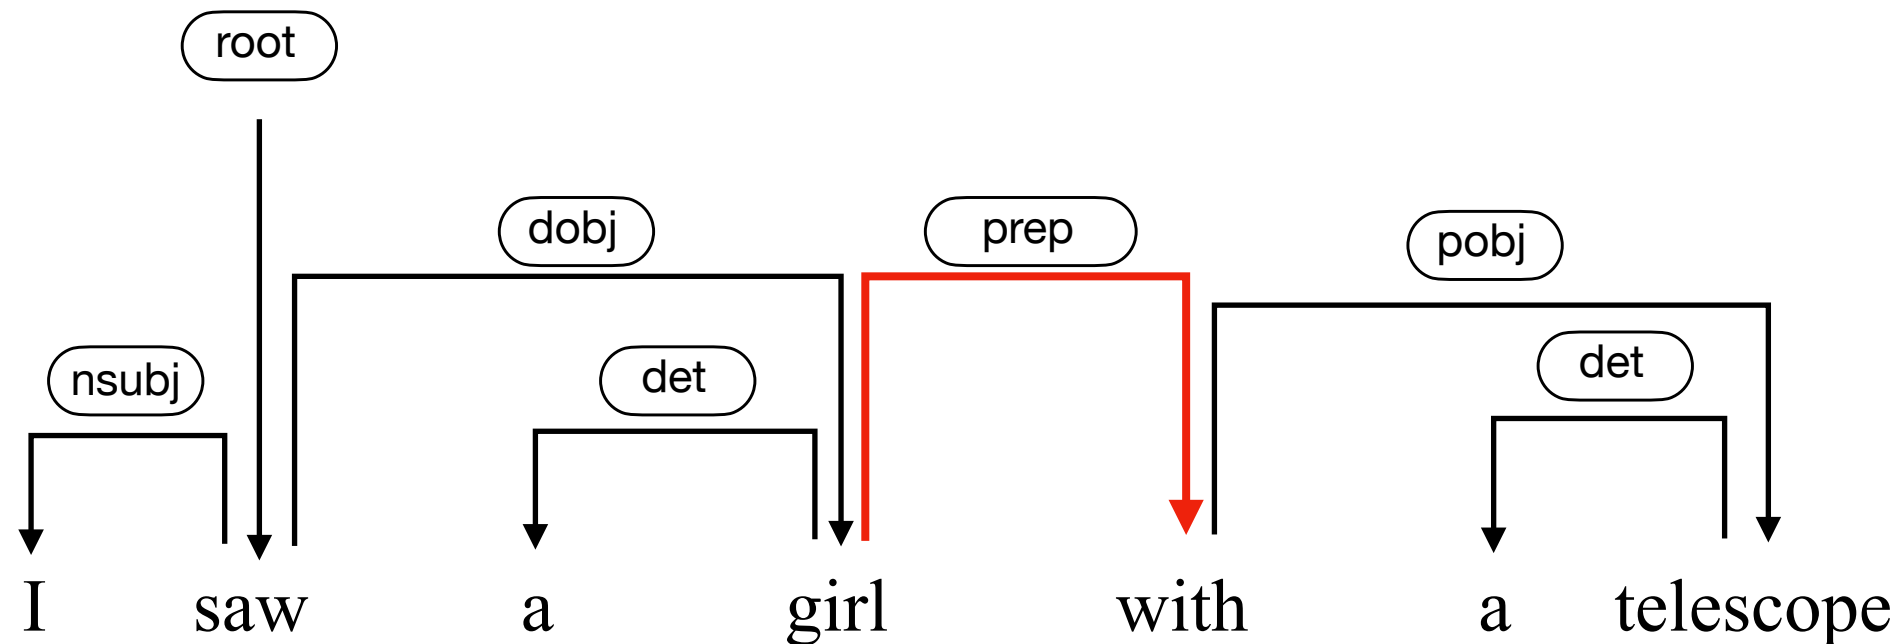 root
dobj prep pobj
nsubj det det
I saw a girl with a telescope